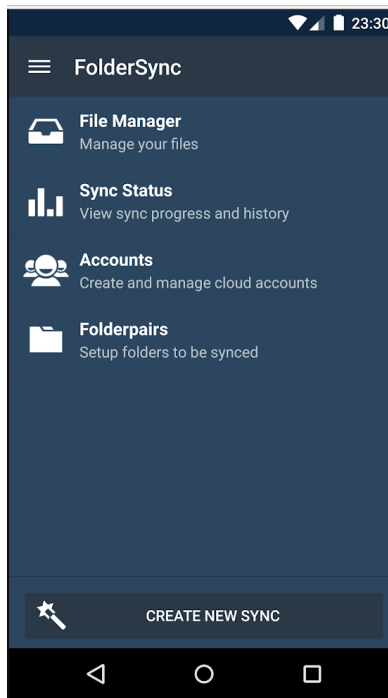 23:30
FolderSync
File Manager
Manage your files
Sync Status
View sync progress and history
Accounts
Create and manage cloud accounts
Folderpairs
Setup folders to be synced
CREATE NEW SYNC